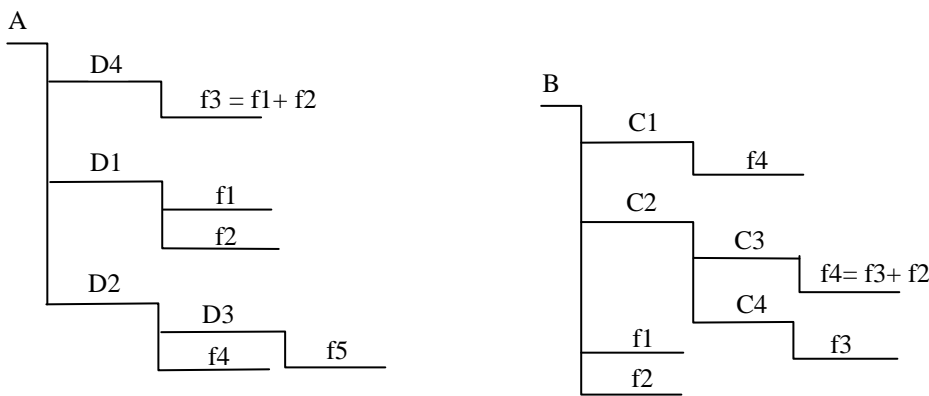 A
D4
f3 = f1+ f2
D1
f1
f2
D2
D3
f4
f5
B
C1
f4
C2
C3
f4= f3+ f2
C4
f3
f1
f2